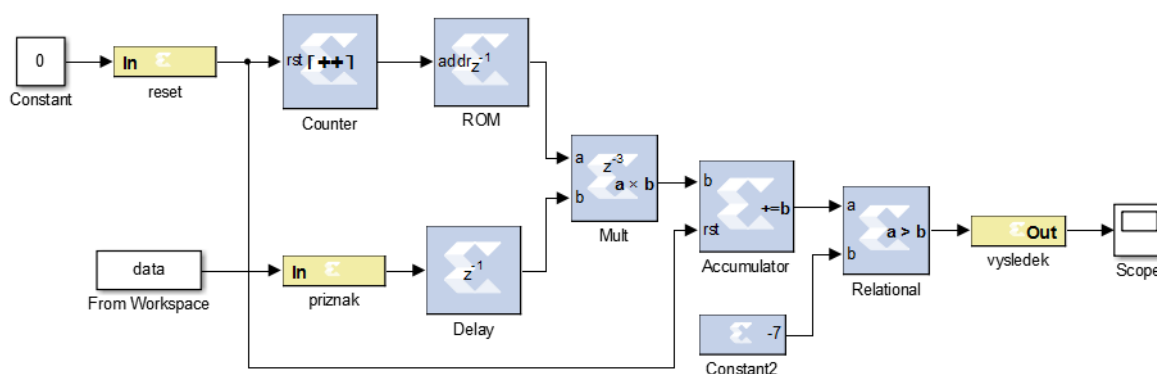 0
Constant
In
reset
rst
[++]
Counter
addr
z-1
ROM
a
b
z-3
a × b
Mult
data
From Workspace
In
priznak
z-1
Delay
b
rst
+=b
Accumulator
-7
Constant2
a
b
a > b
Relational
Out
vysledek
Scope